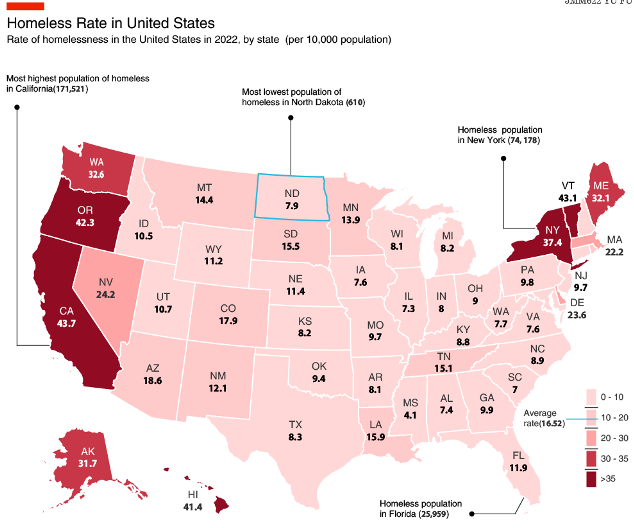 JMM622 YU FU
Homeless Rate in United States
Rate of homelessness in the United States in 2022, by state (per 10,000 population)
Most highest population of homeless
in California(171,521)
Most lowest population of
homeless in North Dakota (610)
Homeless population
in New York (74, 178)
WA
32.6
OR
42.3
CA
43.7
NV
24.2
ID
10.5
MT
14.4
WY
11.2
UT
10.7
CO
17.9
AZ
18.6
NM
12.1
ND
7.9
SD
15.5
NE
11.4
KS
8.2
OK
9.4
TX
8.3
MN
13.9
IA
7.6
MO
9.7
AR
8.1
LA
15.9
WI
8.1
IL
7.3
MI
8.2
IN
8
OH
9
KY
8.8
TN
15.1
MS
4.1
AL
7.4
GA
9.9
FL
11.9
SC
7
NC
8.9
VA
7.6
WA
7.7
PA
9.8
NY
37.4
VT
43.1
ME
32.1
MA
22.2
NJ
9.7
DE
23.6
AK
31.7
HI
41.4
Average
rate(16.52)
0 - 10
10 - 20
20 - 30
30 - 35
>35
Homeless population
in Florida (25,959)